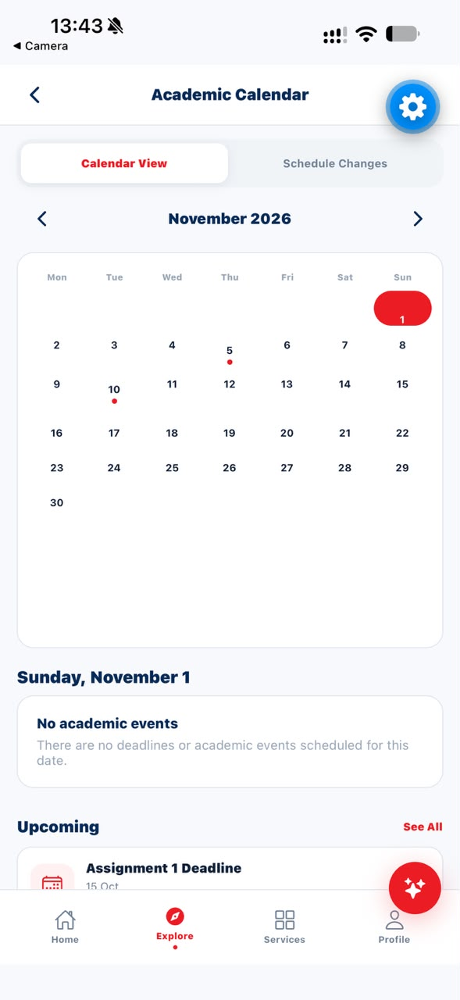 13:43
◀ Camera
Academic Calendar
Calendar View Schedule Changes
November 2026
Mon Tue Wed Thu Fri Sat Sun
1
2 3 4 5 6 7 8
9 10 11 12 13 14 15
16 17 18 19 20 21 22
23 24 25 26 27 28 29
30
Sunday, November 1
No academic events
There are no deadlines or academic events scheduled for this
date.
Upcoming See All
Assignment 1 Deadline
15 Oct
Home Explore Services Profile